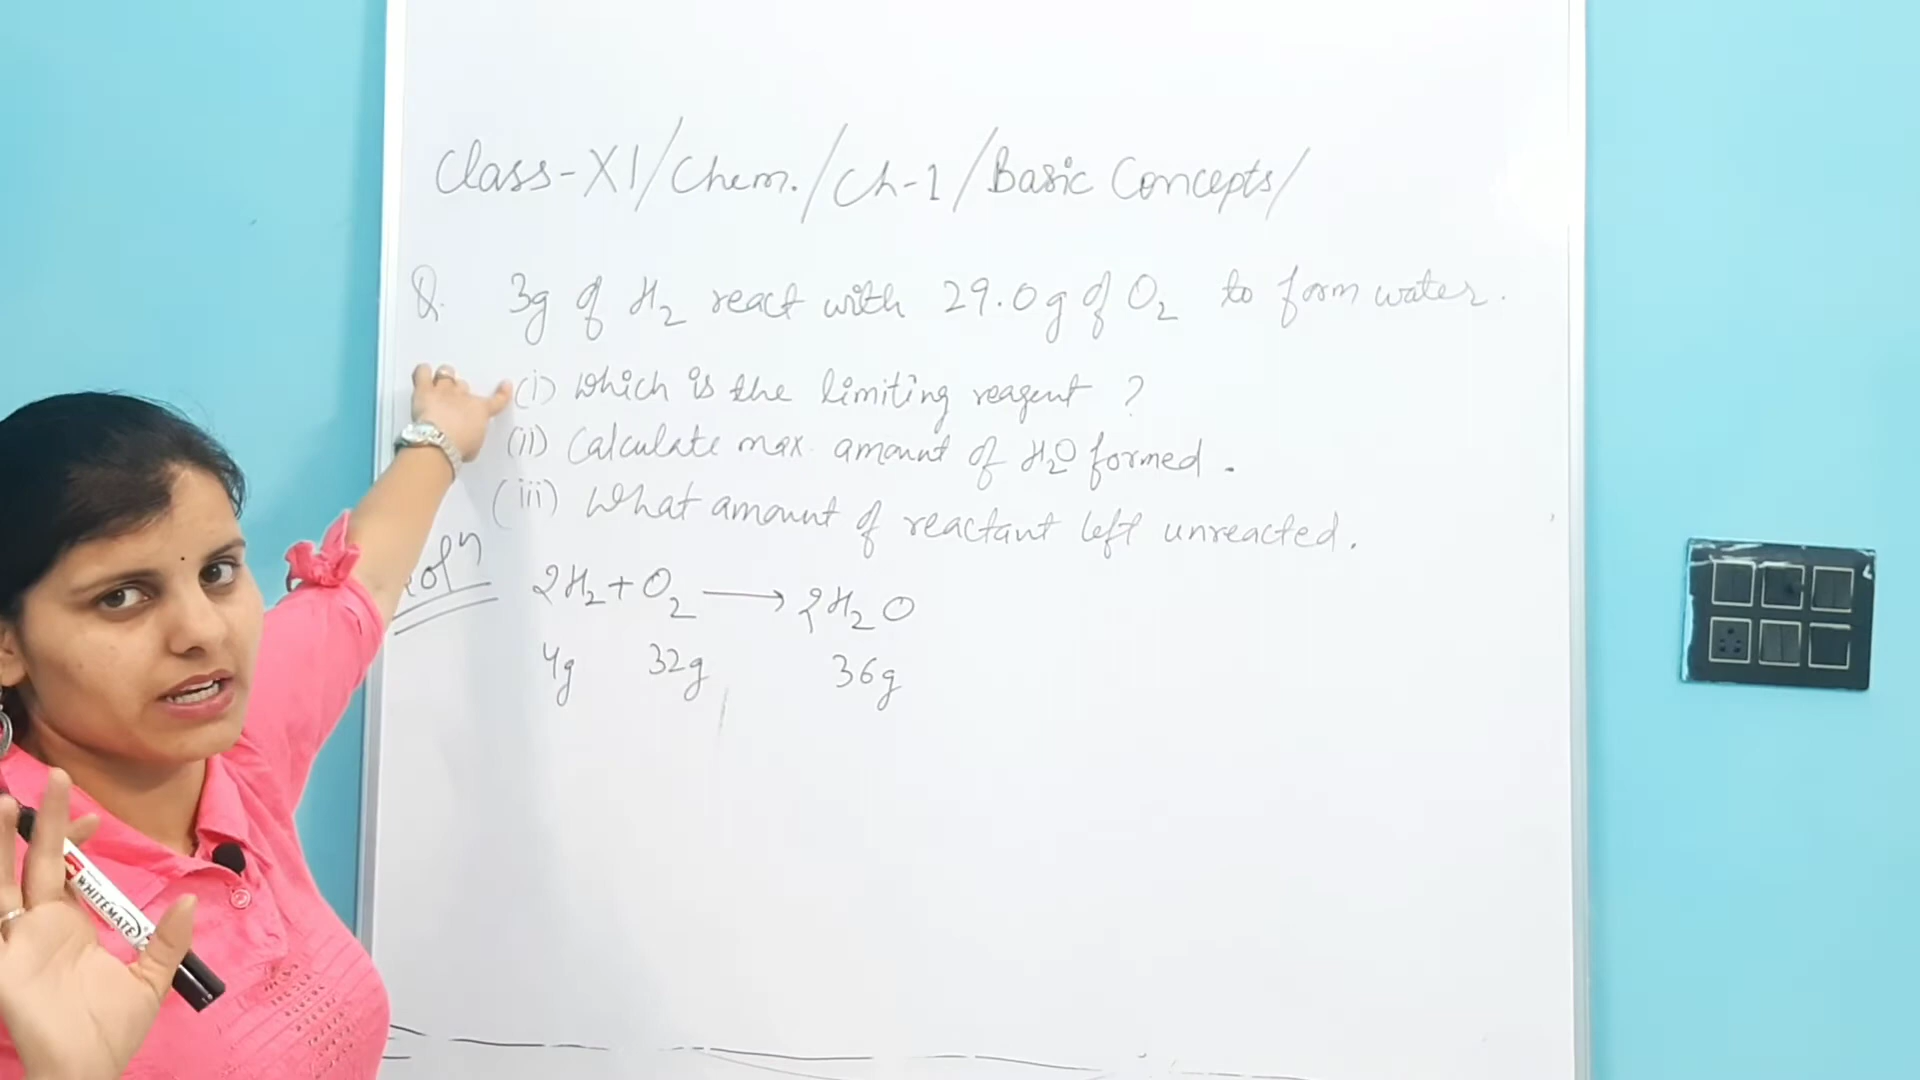 Class-XI/Chem./Ch-1/Basic Concepts/
Q. 3g of H₂ react with 29.0g of O₂ to form water.
(i) Which is the limiting reagent ?
(ii) Calculate max. amount of H₂O formed.
(iii) What amount of reactant left unreacted.
Solⁿ 2H₂+O₂ ⟶ 2H₂O
4g 32g 36g
WHITEMATE